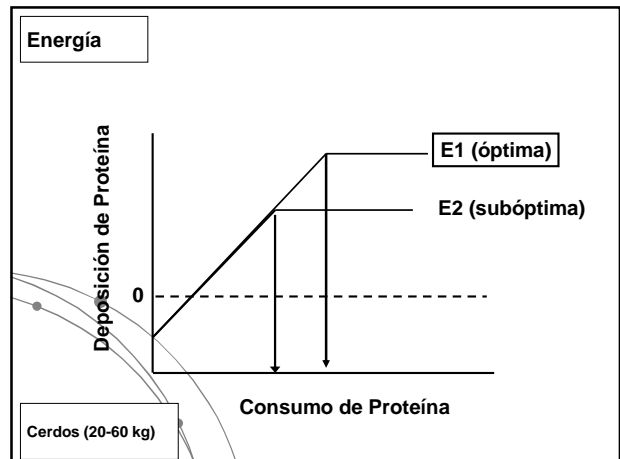 Energía
Deposición de Proteína
E1 (óptima)
E2 (subóptima)
0
Consumo de Proteína
Cerdos (20-60 kg)